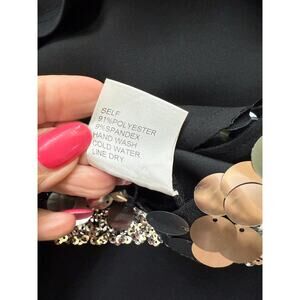 SELF
91%POLYESTER
9%SPANDEX
HAND WASH
COLD WATER
LINE DRY